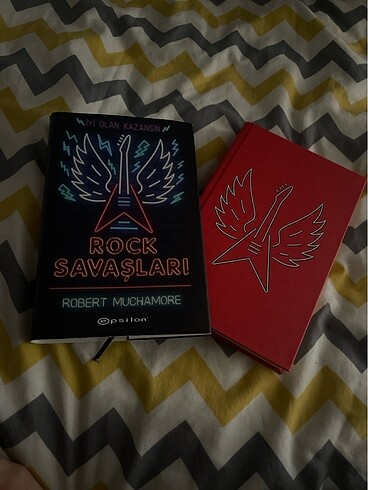 İYİ OLAN KAZANSIN
ROCK
SAVAŞLARI
ROBERT MUCHAMORE
epsilon